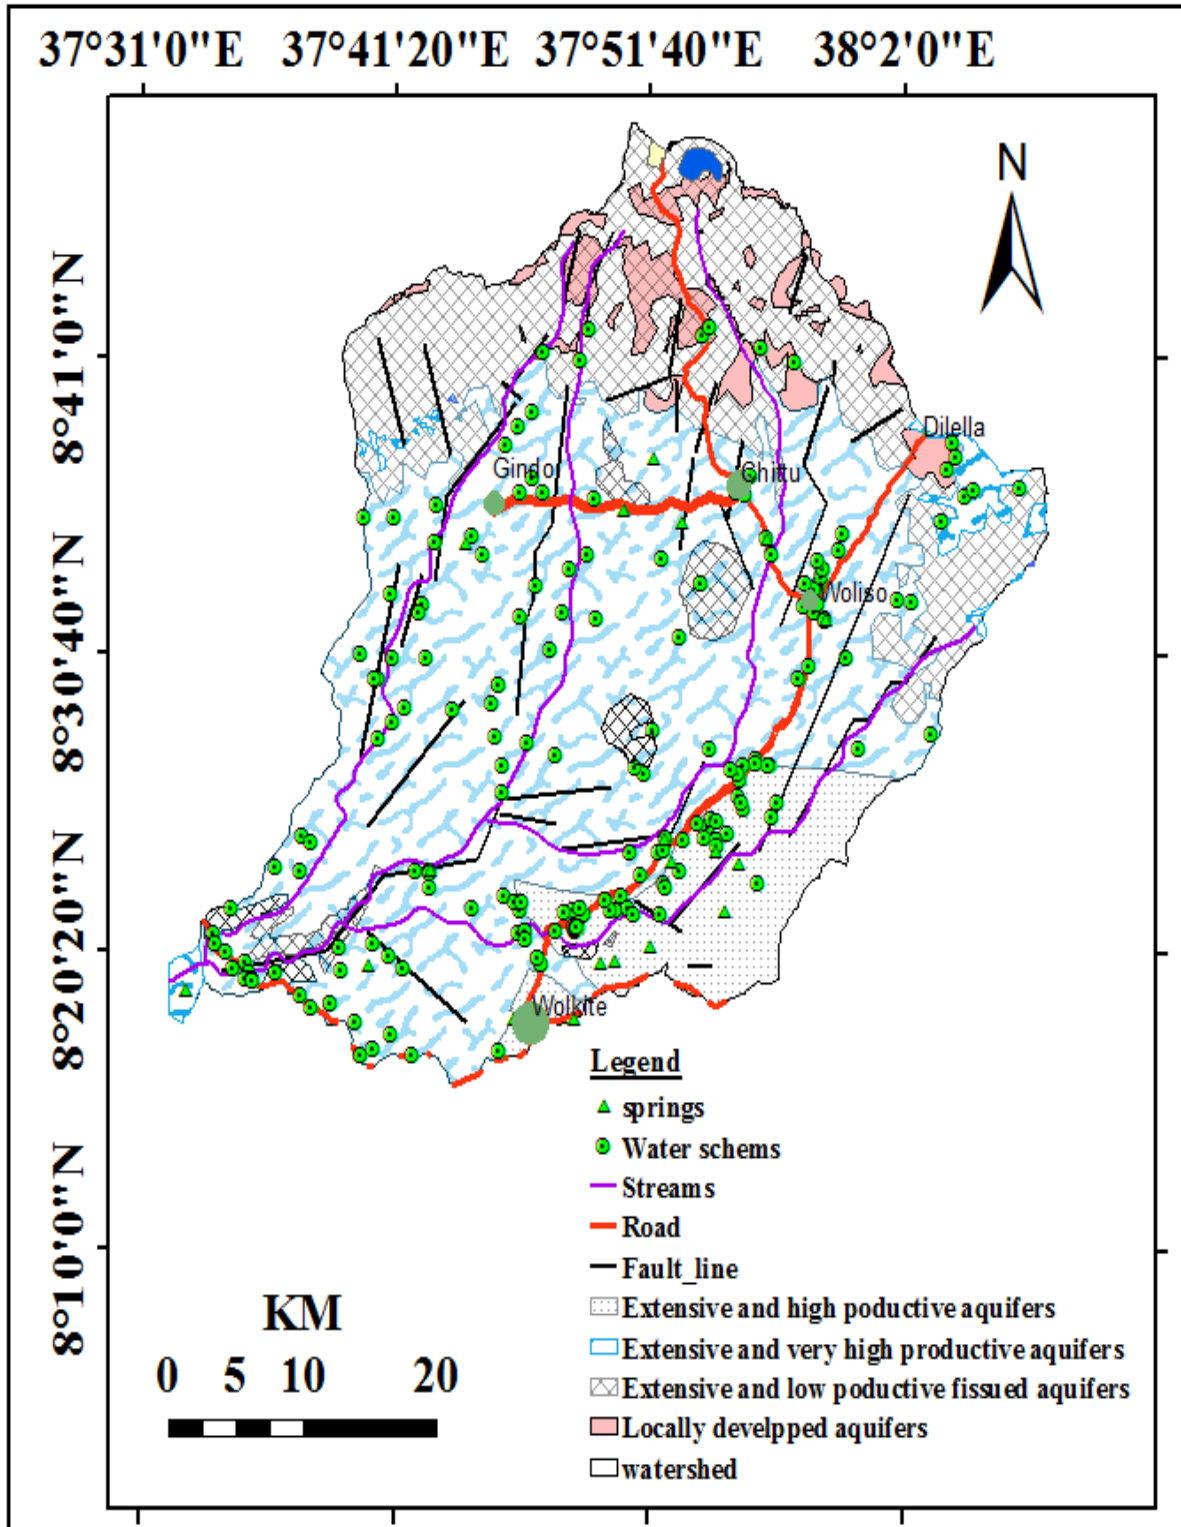 37°31'0"E
37°41'20"E
37°51'40"E
38°2'0"E
N
8°41'0"N
Dilella
Gindo
Chittu
8°30'40"N
Woliso
8°20'20"N
Wolkite
Legend
springs
Water schems
Streams
Road
8°10'0"N
Fault_line
KM
Extensive and high poductive aquifers
Extensive and very high productive aquifers
0 5 10 20
Extensive and low poductive fissued aquifers
Locally develpped aquifers
watershed